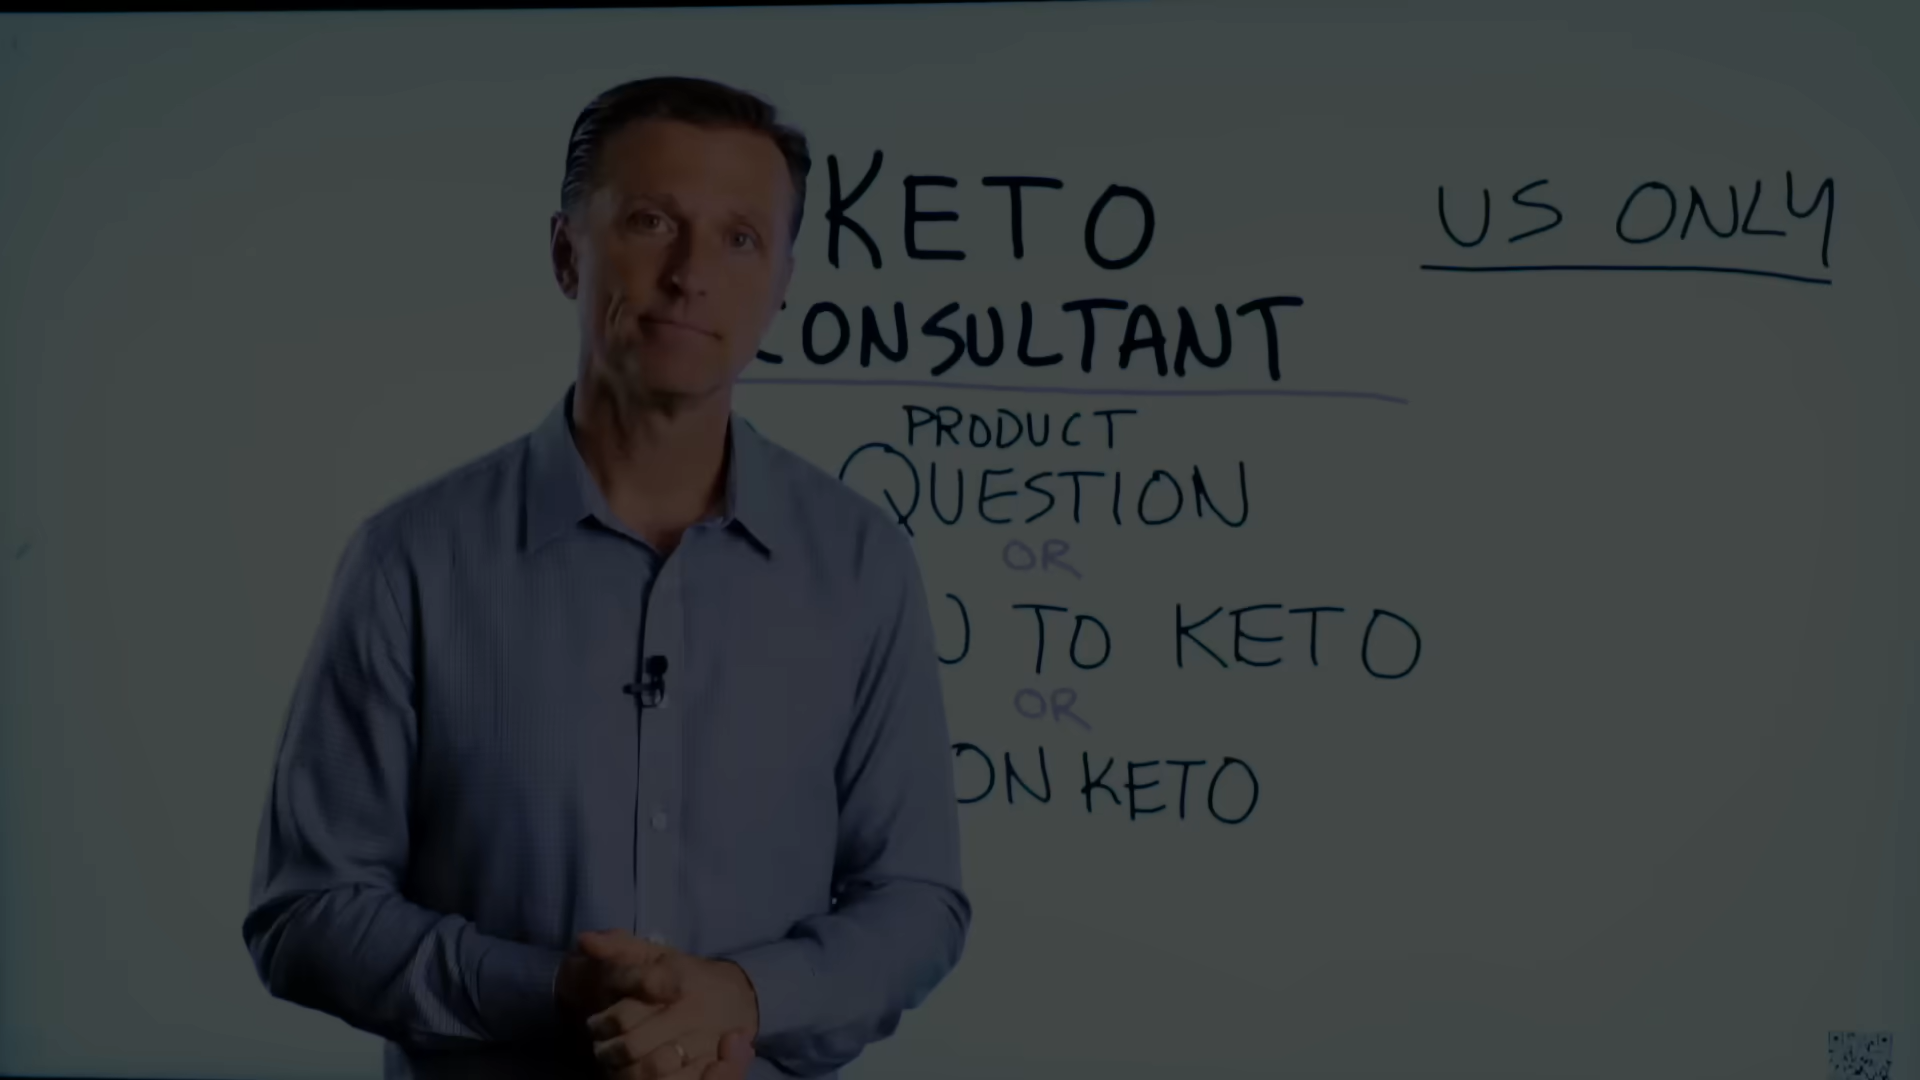 KETO
US ONLY
CONSULTANT
PRODUCT
QUESTION
OR
TO KETO
OR
ON KETO